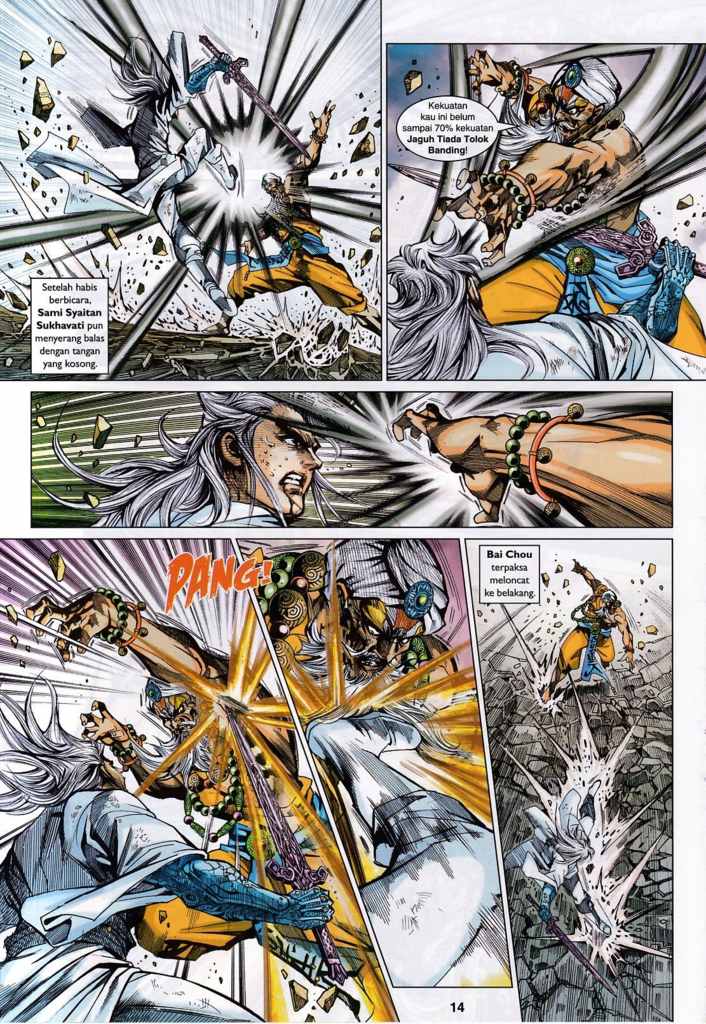 Setelah habis
berbicara,
Sami Syaitan
Sukhavati pun
menyerang balas
dengan tangan
yang kosong.
Kekuatan
kau ini belum
sampai 70% kekuatan
Jaguh Tiada Tolok
Banding!
PANG!
Bai Chou
terpaksa
meloncat
ke belakang.
14